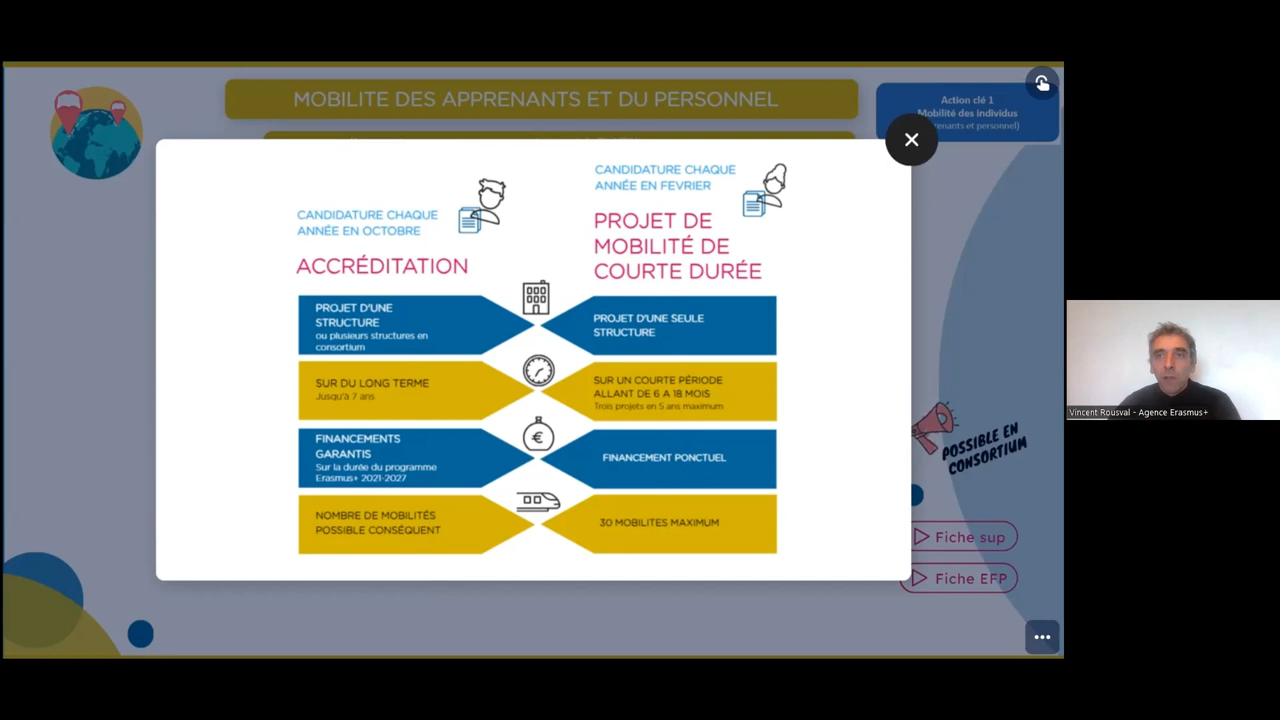 MOBILITE DES APPRENANTS ET DU PERSONNEL
Action clé 1
Mobilité des individus
enants et personnel)
CANDIDATURE CHAQUE
ANNÉE EN OCTOBRE
ACCRÉDITATION
CANDIDATURE CHAQUE
ANNÉE EN FEVRIER
PROJET DE
MOBILITÉ DE
COURTE DURÉE
PROJET D'UNE
STRUCTURE
ou plusieurs structures en
consortium
PROJET D'UNE SEULE
STRUCTURE
SUR DU LONG TERME
Jusqu'à 7 ans
SUR UN COURTE PÉRIODE
ALLANT DE 6 A 18 MOIS
Trois projets en 5 ans maximum
FINANCEMENTS
GARANTIS
Sur la durée du programme
Erasmus+ 2021-2027
FINANCEMENT PONCTUEL
NOMBRE DE MOBILITÉS
POSSIBLE CONSÉQUENT
30 MOBILITES MAXIMUM
POSSIBLE EN
CONSORTIUM
Fiche sup
Fiche EFP
Vincent Rousval - Agence Erasmus+